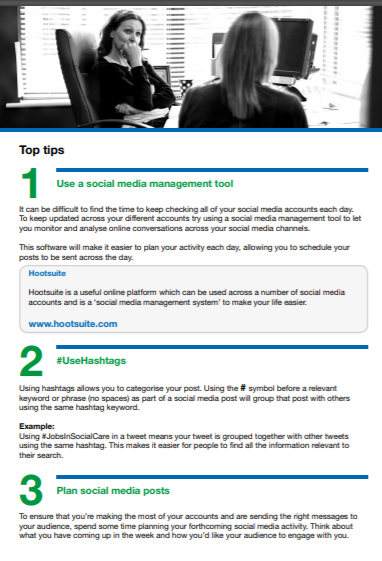 Top tips
1
Use a social media management tool
It can be difficult to find the time to keep checking all of your social media accounts each day.
To keep updated across your different accounts try using a social media management tool to let
you monitor and analyse online conversations across your social media channels.
This software will make it easier to plan your activity each day, allowing you to schedule your
posts to be sent across the day.
Hootsuite
Hootsuite is a useful online platform which can be used across a number of social media
accounts and is a ‘social media management system’ to make your life easier.
www.hootsuite.com
2
#UseHashtags
Using hashtags allows you to categorise your post. Using the # symbol before a relevant
keyword or phrase (no spaces) as part of a social media post will group that post with others
using the same hashtag keyword.
Example:
Using #JobsInSocialCare in a tweet means your tweet is grouped together with other tweets
using the same hashtag. This makes it easier for people to find all the information relevant to
their search.
3
Plan social media posts
To ensure that you’re making the most of your accounts and are sending the right messages to
your audience, spend some time planning your forthcoming social media activity. Think about
what you have coming up in the week and how you’d like your audience to engage with you.